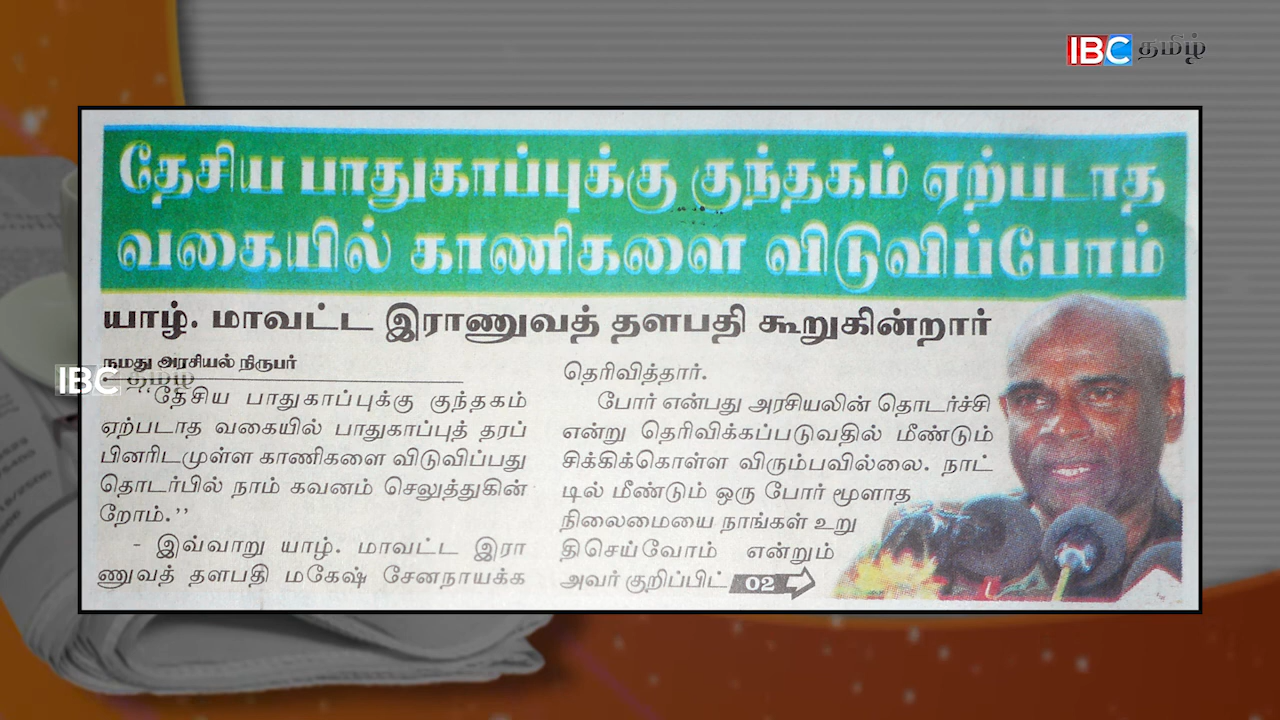 IBC தமிழ்
தேசிய பாதுகாப்புக்கு குந்தகம் ஏற்படாத
வகையில் காணிகளை விடுவிப்போம்
யாழ். மாவட்ட இராணுவத் தளபதி கூறுகின்றார்
நமது அரசியல் நிருபர்
IBC தமிழ்
‘‘தேசிய பாதுகாப்புக்கு குந்தகம்
ஏற்படாத வகையில் பாதுகாப்புத் தரப்
பினரிடமுள்ள காணிகளை விடுவிப்பது
தொடர்பில் நாம் கவனம் செலுத்துகின்
றோம்.’’
- இவ்வாறு யாழ். மாவட்ட இரா
ணுவத் தளபதி மகேஷ் சேனநாயக்க
தெரிவித்தார்.
போர் என்பது அரசியலின் தொடர்ச்சி
என்று தெரிவிக்கப்படுவதில் மீண்டும்
சிக்கிக்கொள்ள விரும்பவில்லை. நாட்
டில் மீண்டும் ஒரு போர் மூளாத
நிலைமையை நாங்கள் உறு
திசெய்வோம் என்றும்
அவர் குறிப்பிட் 02